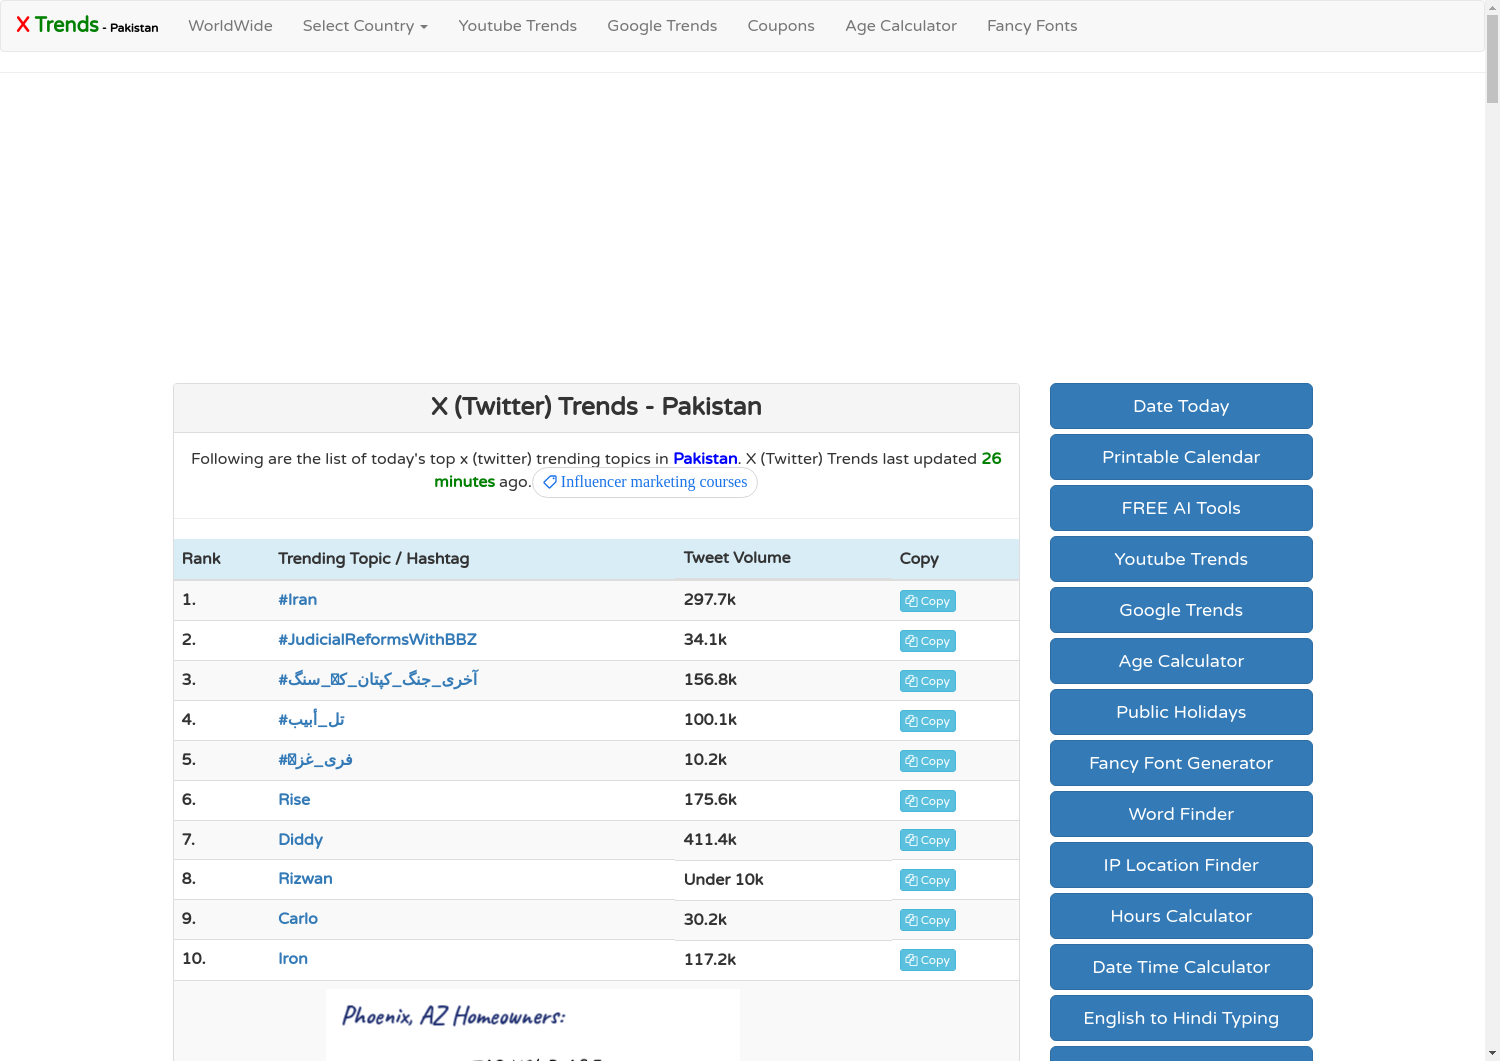 X Trends - Pakistan
WorldWide
Select Country
Youtube Trends
Google Trends
Coupons
Age Calculator
Fancy Fonts
X (Twitter) Trends - Pakistan
Following are the list of today's top x (twitter) trending topics in Pakistan. X (Twitter) Trends last updated 26
minutes ago. Influencer marketing courses
Rank Trending Topic / Hashtag Tweet Volume Copy
1. #Iran 297.7k Copy
2. #JudicialReformsWithBBZ 34.1k Copy
3. 156.8k Copy
4. #تل_أبيب 100.1k Copy
5. 10.2k Copy
6. Rise 175.6k Copy
7. Diddy 411.4k Copy
8. Rizwan Under 10k Copy
9. Carlo 30.2k Copy
10. Iron 117.2k Copy
Phoenix, AZ Homeowners:
Date Today
Printable Calendar
FREE AI Tools
Youtube Trends
Google Trends
Age Calculator
Public Holidays
Fancy Font Generator
Word Finder
IP Location Finder
Hours Calculator
Date Time Calculator
English to Hindi Typing